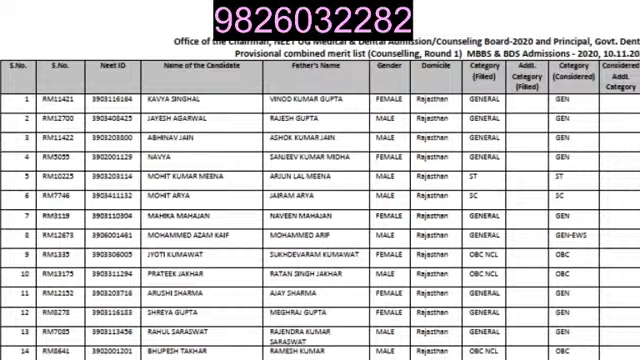 9826032282
Office of the Chairman, NEET UG Medical & Dental Admission/Counseling Board-2020 and Principal, Govt. Dent
Provisional combined merit list (Counselling, Round 1) MBBS & BDS Admissions - 2020, 10.11.20
S.No. S.No. Neet ID Name of the Candidate Father's Name Gender Domicile Category (Filled) Addl. Category (Filled) Category (Considered) Considered Addl. Category
1 RM11421 3903116164 KAVYA SINGHAL VINOD KUMAR GUPTA FEMALE Rajasthan GENERAL GEN
2 RM12700 3903408425 JAYESH AGARWAL RAJESH GUPTA MALE Rajasthan GENERAL GEN
3 RM11422 3903203800 ABHINAV JAIN ASHOK KUMAR JAIN MALE Rajasthan GENERAL GEN
4 RM5055 3902001129 NAVYA SANJEEV KUMAR MIDHA FEMALE Rajasthan GENERAL GEN
5 RM10225 3903203114 MOHIT KUMAR MEENA ARJUN LAL MEENA MALE Rajasthan ST ST
6 RM7746 3903411132 MOHIT ARYA JAIRAM ARYA MALE Rajasthan SC SC
7 RM3119 3903110304 MAHIKA MAHAJAN NAVEEN MAHAJAN FEMALE Rajasthan GENERAL GEN
8 RM12673 3906001461 MOHAMMED AZAM KAIF MOHAMMED ARIF MALE Rajasthan GENERAL GEN-EWS
9 RM1335 3903306005 JYOTI KUMAWAT SUKHDEVARAM KUMAWAT FEMALE Rajasthan OBC NCL OBC
10 RM13175 3903311294 PRATEEK JAKHAR RATAN SINGH JAKHAR MALE Rajasthan OBC NCL OBC
11 RM12152 3903203716 ARUSHI SHARMA AJAY SHARMA FEMALE Rajasthan GENERAL GEN
12 RM8278 3903116183 SHREYA GUPTA MEGHRAJ GUPTA FEMALE Rajasthan GENERAL GEN
13 RM7085 3903113456 RAHUL SARASWAT RAJENDRA KUMAR SARASWAT MALE Rajasthan GENERAL GEN
14 RM8641 3902001201 BHUPESH TAKHAR RAMESH KUMAR MALE Rajasthan OBC NCL OBC